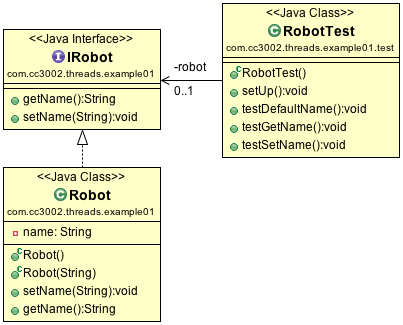 <<Java Interface>>
IRobot
com.cc3002.threads.example01
getName():String
setName(String):void
-robot
0..1
<<Java Class>>
RobotTest
com.cc3002.threads.example01.test
RobotTest()
setUp():void
testDefaultName():void
testGetName():void
testSetName():void
<<Java Class>>
Robot
com.cc3002.threads.example01
name: String
Robot()
Robot(String)
setName(String):void
getName():String